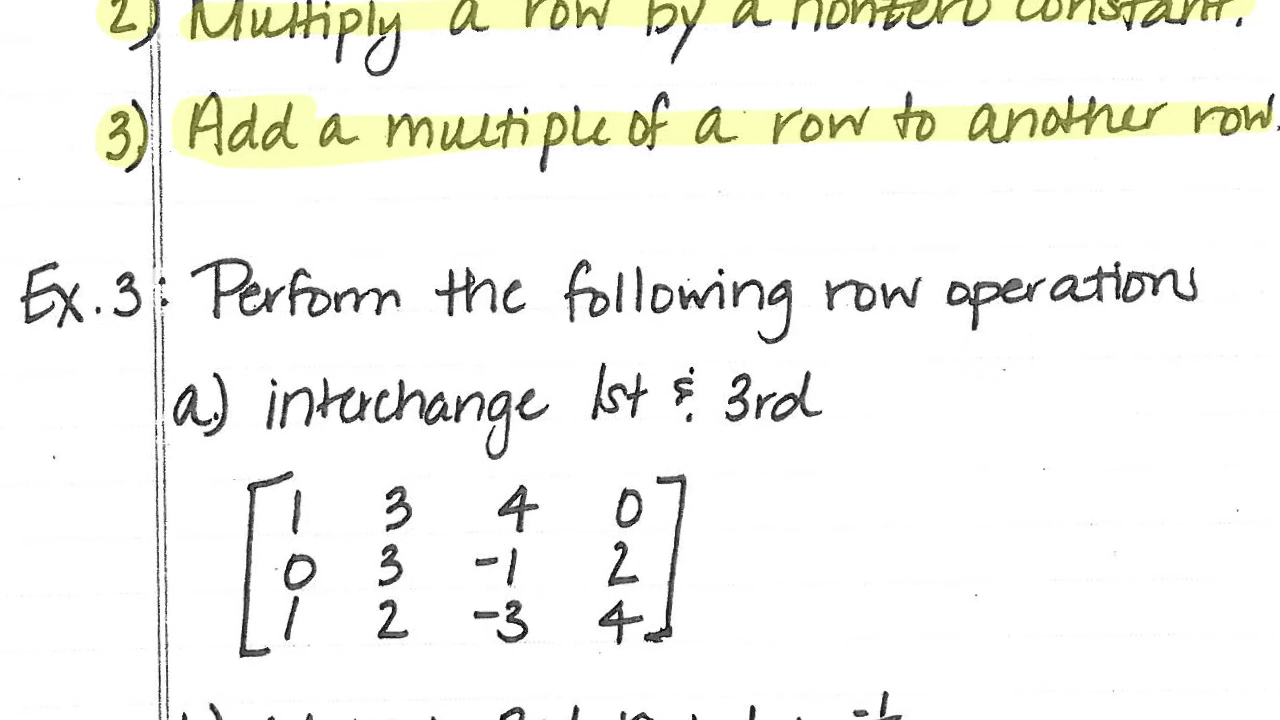 2) Multiply a row by a nonzero constant.
3) Add a multiple of a row to another row.
Ex. 3: Perform the following row operations
a.) interchange 1st & 3rd
1 3 4 0
0 3 -1 2
1 2 -3 4